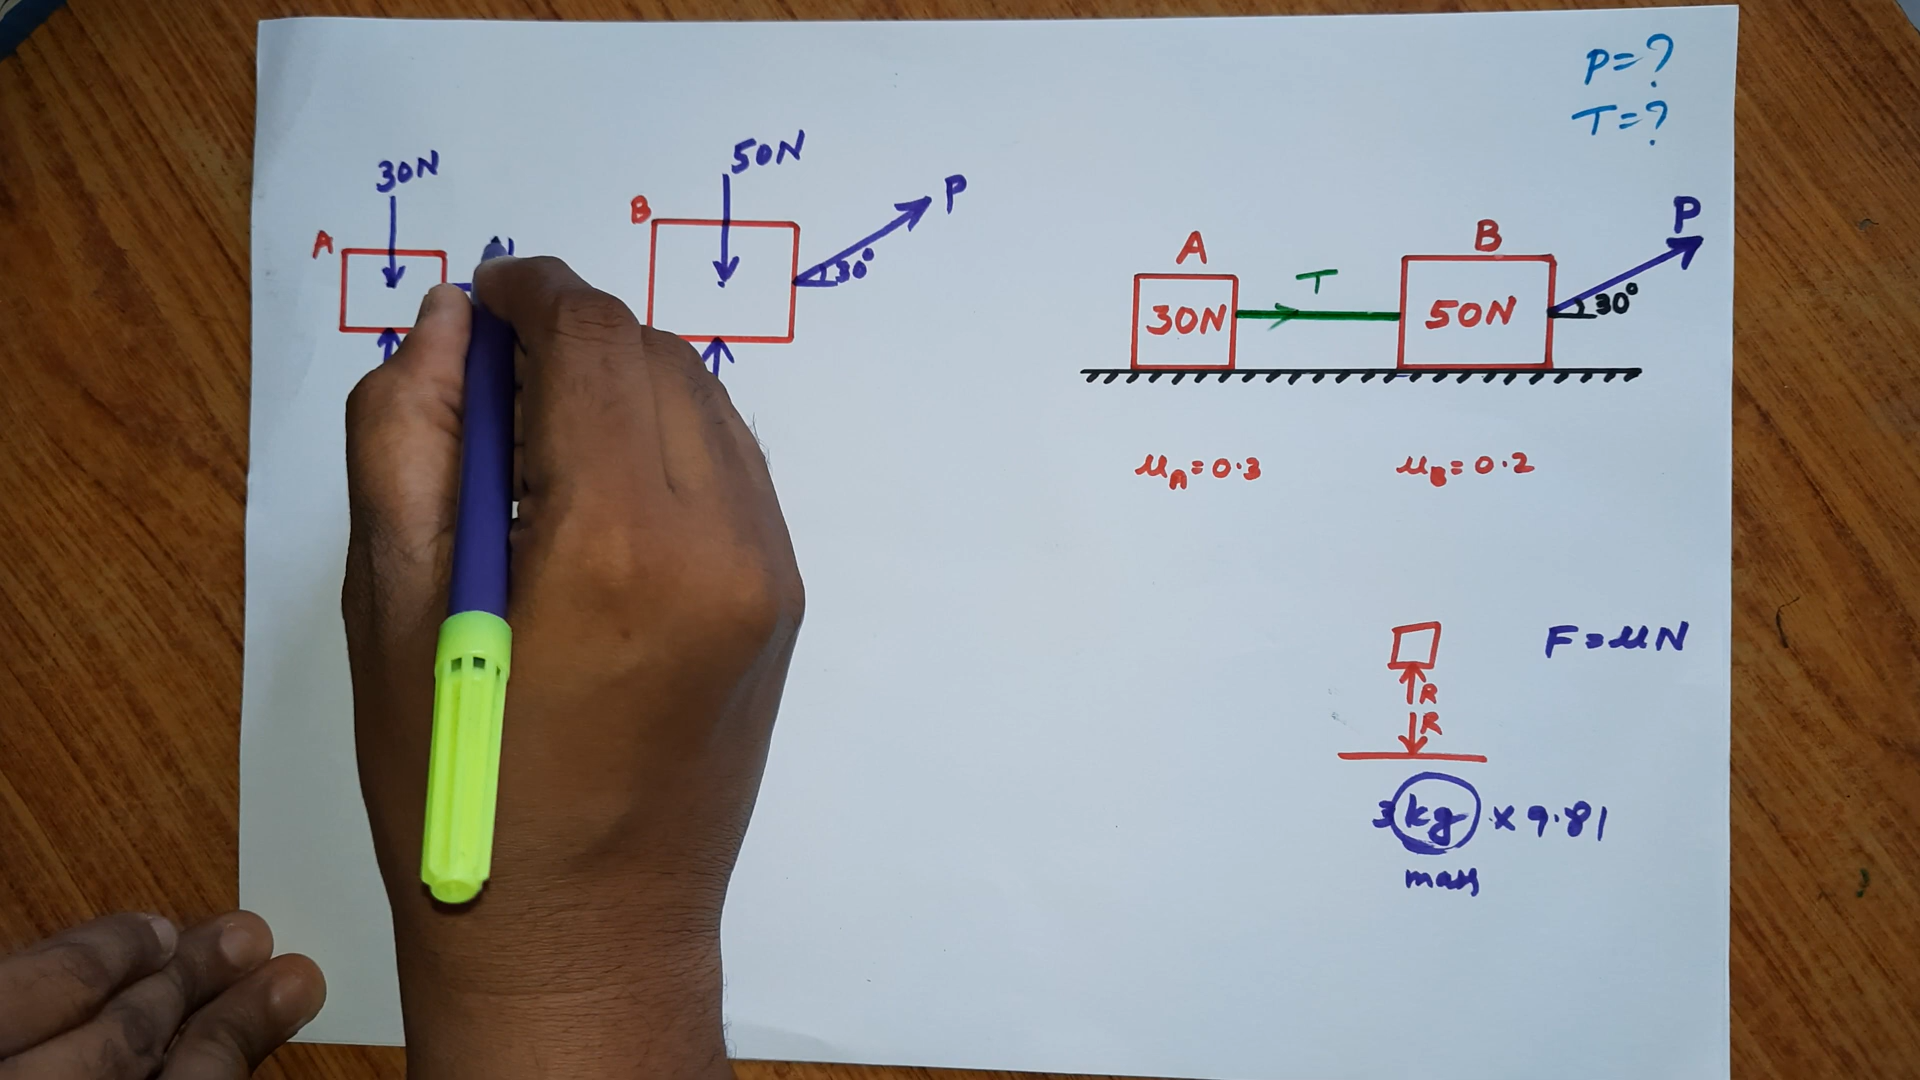 P=?
T=?
30N
A
50N
B
P
30°
A
30N
T
B
50N
P
30°
μA=0.3
μB=0.2
R
R
F=μN
3kg×9.81
mass